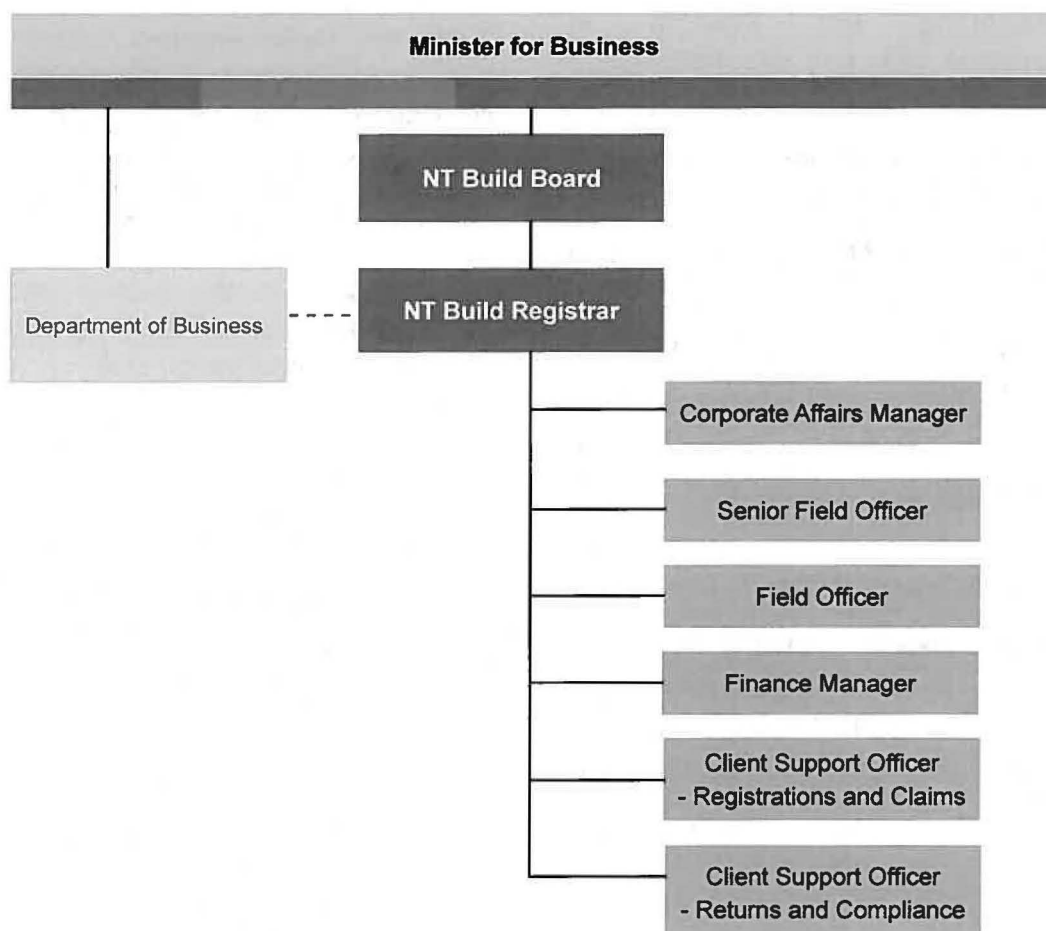 Minister for Business
NT Build Board
Department of Business
NT Build Registrar
Corporate Affairs Manager
Senior Field Officer
Field Officer
Finance Manager
Client Support Officer
- Registrations and Claims
Client Support Officer
- Returns and Compliance